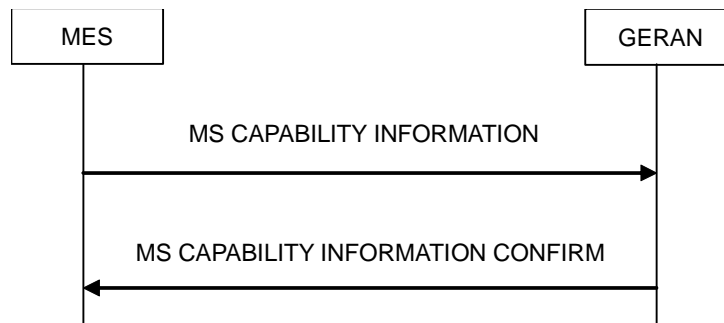 MES
GERAN
MS CAPABILITY INFORMATION
MS CAPABILITY INFORMATION CONFIRM